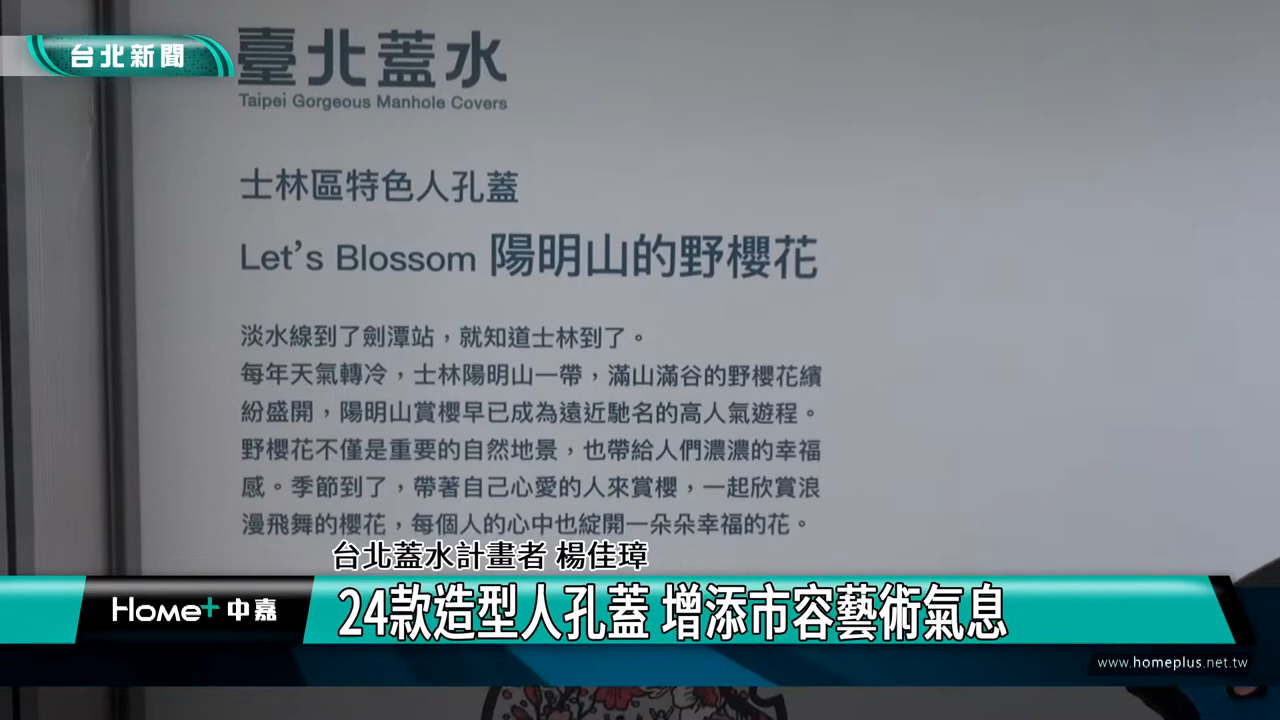 台北新聞
臺北蓋水
Taipei Gorgeous Manhole Covers
士林區特色人孔蓋
Let's Blossom 陽明山的野櫻花
淡水線到了劍潭站，就知道士林到了。
每年天氣轉冷，士林陽明山一帶，滿山滿谷的野櫻花繽
紛盛開，陽明山賞櫻早已成為遠近馳名的高人氣遊程。
野櫻花不僅是重要的自然地景，也帶給人們濃濃的幸福
感。季節到了，帶著自己心愛的人來賞櫻，一起欣賞浪
漫飛舞的櫻花，每個人的心中也綻開一朵朵幸福的花。
台北蓋水計畫者 楊佳璋
Home+ 中嘉
24款造型人孔蓋 增添市容藝術氣息
www.homeplus.net.tw